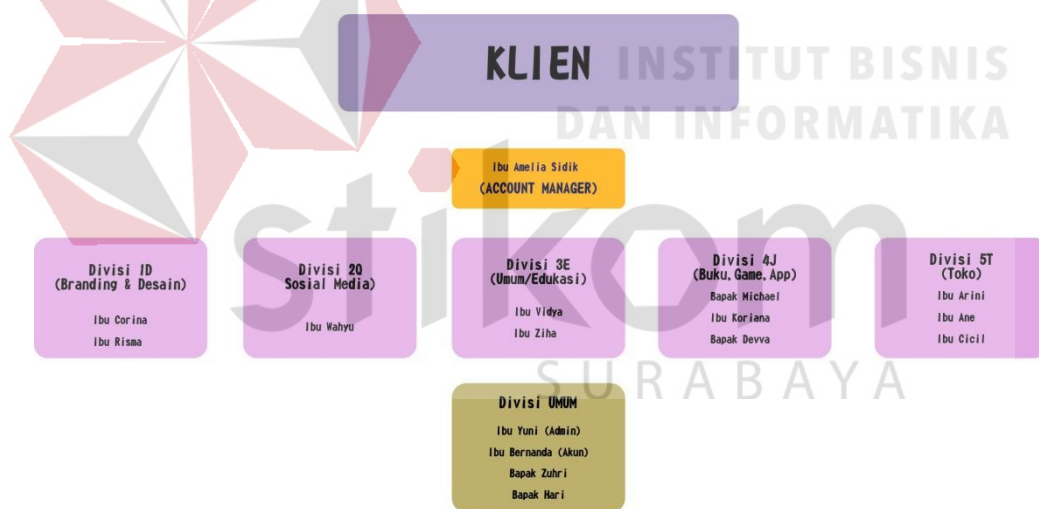 KLIEN
INSTITUT BISNIS
DAN INFORMATIKA
Ibu Amelia Sidik
(ACCOUNT MANAGER)
stikom
SURABAYA
Divisi 1D
(Branding & Desain)
Ibu Corina
Ibu Risma
Divisi 2Q
Sosial Media)
Ibu Wahyu
Divisi 3E
(Umum/Edukasi)
Ibu Vidya
Ibu Ziha
Divisi 4J
(Buku, Game, App)
Bapak Michael
Ibu Koriana
Bapak Devva
Divisi 5T
(Toko)
Ibu Arini
Ibu Ane
Ibu Cicil
Divisi UMUM
Ibu Yuni (Admin)
Ibu Bernanda (Akun)
Bapak Zuhri
Bapak Hari